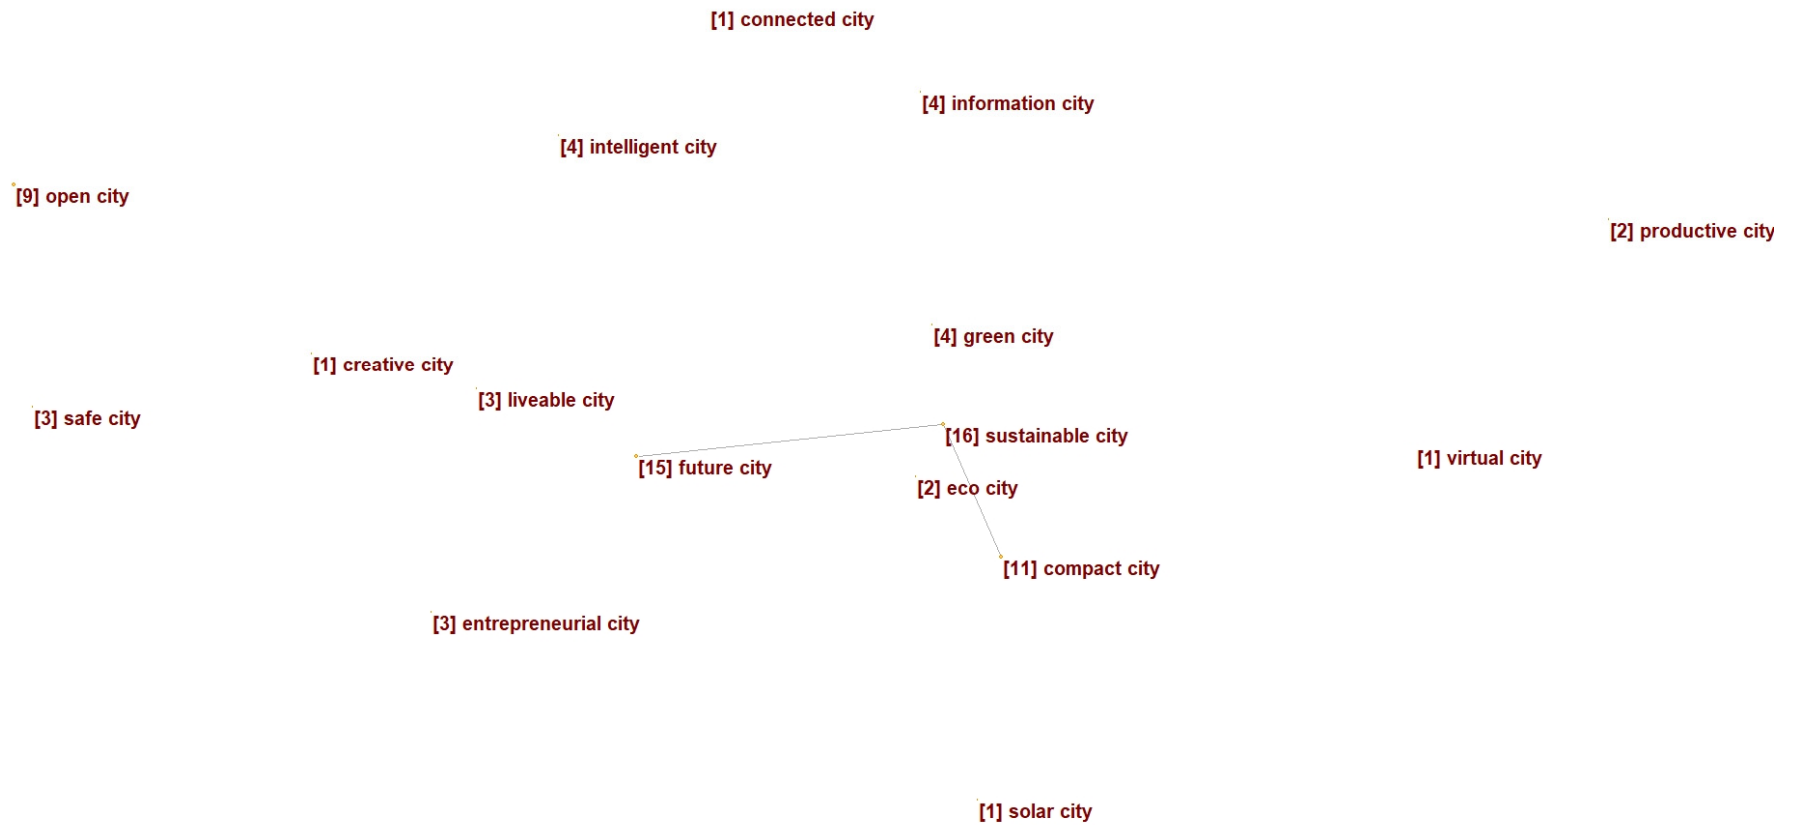 [1] connected city
[4] information city
[4] intelligent city
[9] open city
[2] productive city
[4] green city
[1] creative city
[3] liveable city
[3] safe city
[16] sustainable city
[1] virtual city
[15] future city
[2] eco city
[11] compact city
[3] entrepreneurial city
[1] solar city